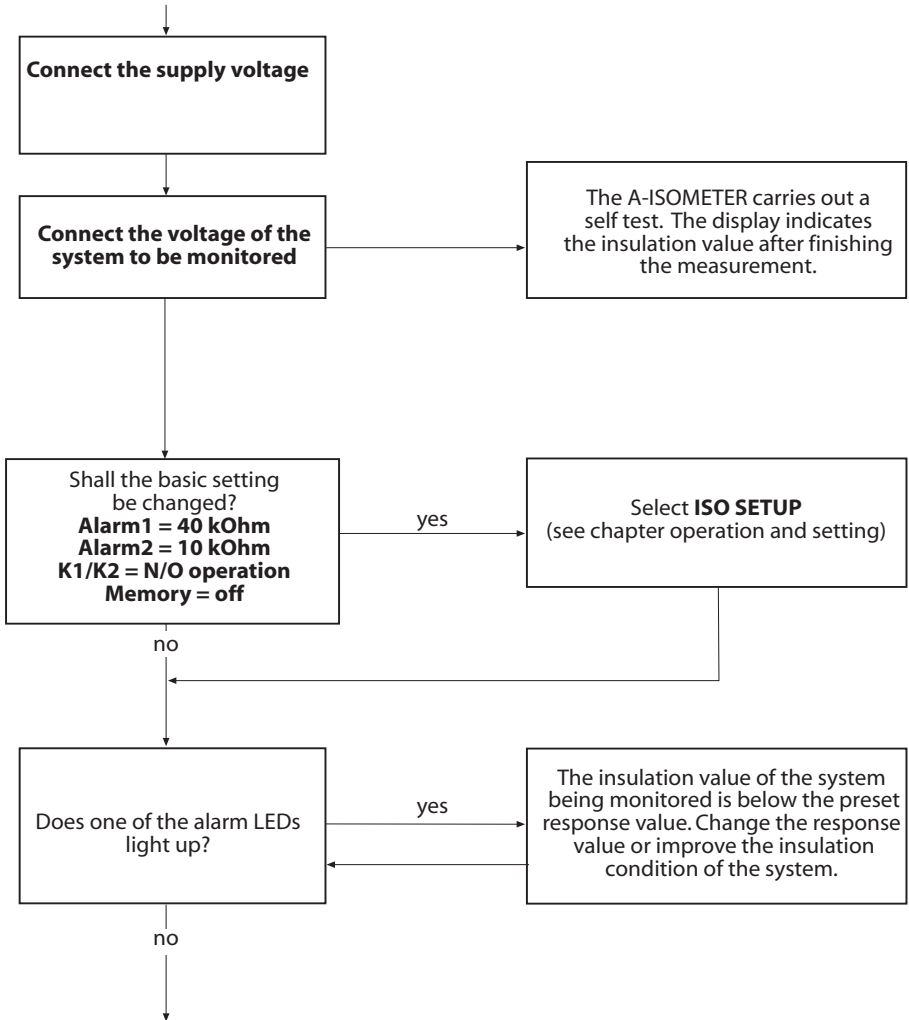 Connect the supply voltage
Connect the voltage of the
system to be monitored
The A-ISOMETER carries out a
self test. The display indicates
the insulation value after finishing
the measurement.
Shall the basic setting
be changed?
Alarm1 = 40 kOhm
Alarm2 = 10 kOhm
K1/K2 = N/O operation
Memory = off
yes
Select ISO SETUP
(see chapter operation and setting)
no
Does one of the alarm LEDs
light up?
yes
The insulation value of the system
being monitored is below the preset
response value. Change the response
value or improve the insulation
condition of the system.
no